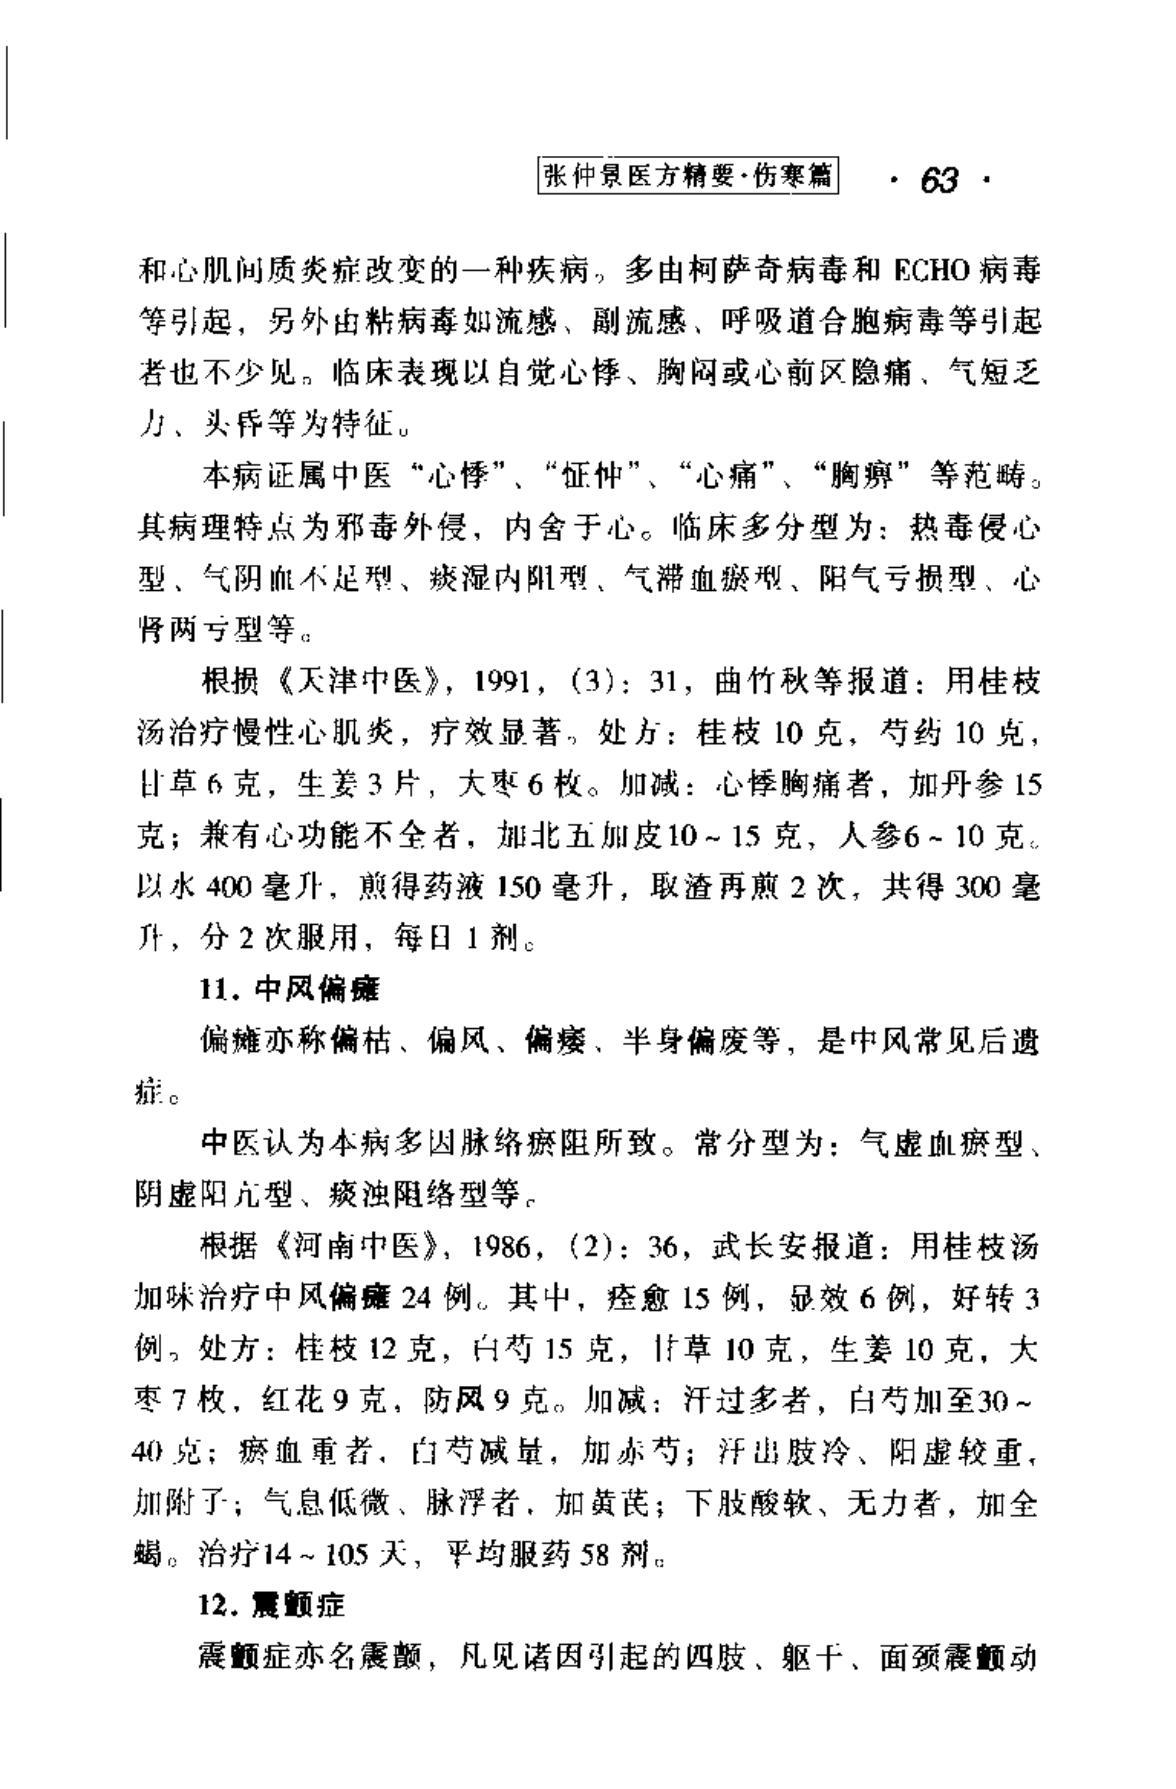 张仲景医方精要·伤寒篇 · 63 ·
和心肌间质炎症改变的一种疾病。多由柯萨奇病毒和 ECHO 病毒
等引起，另外由粘病毒如流感、副流感、呼吸道合胞病毒等引起
者也不少见。临床表现以自觉心悸、胸闷或心前区隐痛、气短乏
力、头昏等为特征。
本病证属中医“心悸”、“怔忡”、“心痛”、“胸痹”等范畴。
其病理特点为邪毒外侵，内舍于心。临床多分型为：热毒侵心
型、气阴血不足型、痰湿内阻型、气滞血瘀型、阳气亏损型、心
肾两亏型等。
根损《天津中医》，1991，（3）：31，曲竹秋等报道：用桂枝
汤治疗慢性心肌炎，疗效显著。处方：桂枝 10 克，芍药 10 克，
甘草 6 克，生姜 3 片，大枣 6 枚。加减：心悸胸痛者，加丹参 15
克；兼有心功能不全者，加北五加皮10～15 克，人参6～10 克。
以水 400 毫升，煎得药液 150 毫升，取渣再煎 2 次，共得 300 毫
升，分 2 次服用，每日 1 剂。
11. 中风偏瘫
偏瘫亦称偏枯、偏风、偏痿、半身偏废等，是中风常见后遗
症。
中医认为本病多因脉络瘀阻所致。常分型为：气虚血瘀型、
阴虚阳亢型、痰浊阻络型等。
根据《河南中医》，1986，（2）：36，武长安报道：用桂枝汤
加味治疗中风偏瘫 24 例。其中，痊愈 15 例，显效 6 例，好转 3
例。处方：桂枝 12 克，白芍 15 克，甘草 10 克，生姜 10 克，大
枣 7 枚，红花 9 克，防风 9 克。加减：汗过多者，白芍加至30～
40 克；瘀血重者，白芍减量，加赤芍；汗出肢冷、阳虚较重，
加附子；气息低微、脉浮者，加黄芪；下肢酸软、无力者，加全
蝎。治疗14～105 天，平均服药 58 剂。
12. 震颤症
震颤症亦名震颤，凡见诸因引起的四肢、躯干、面颈震颤动